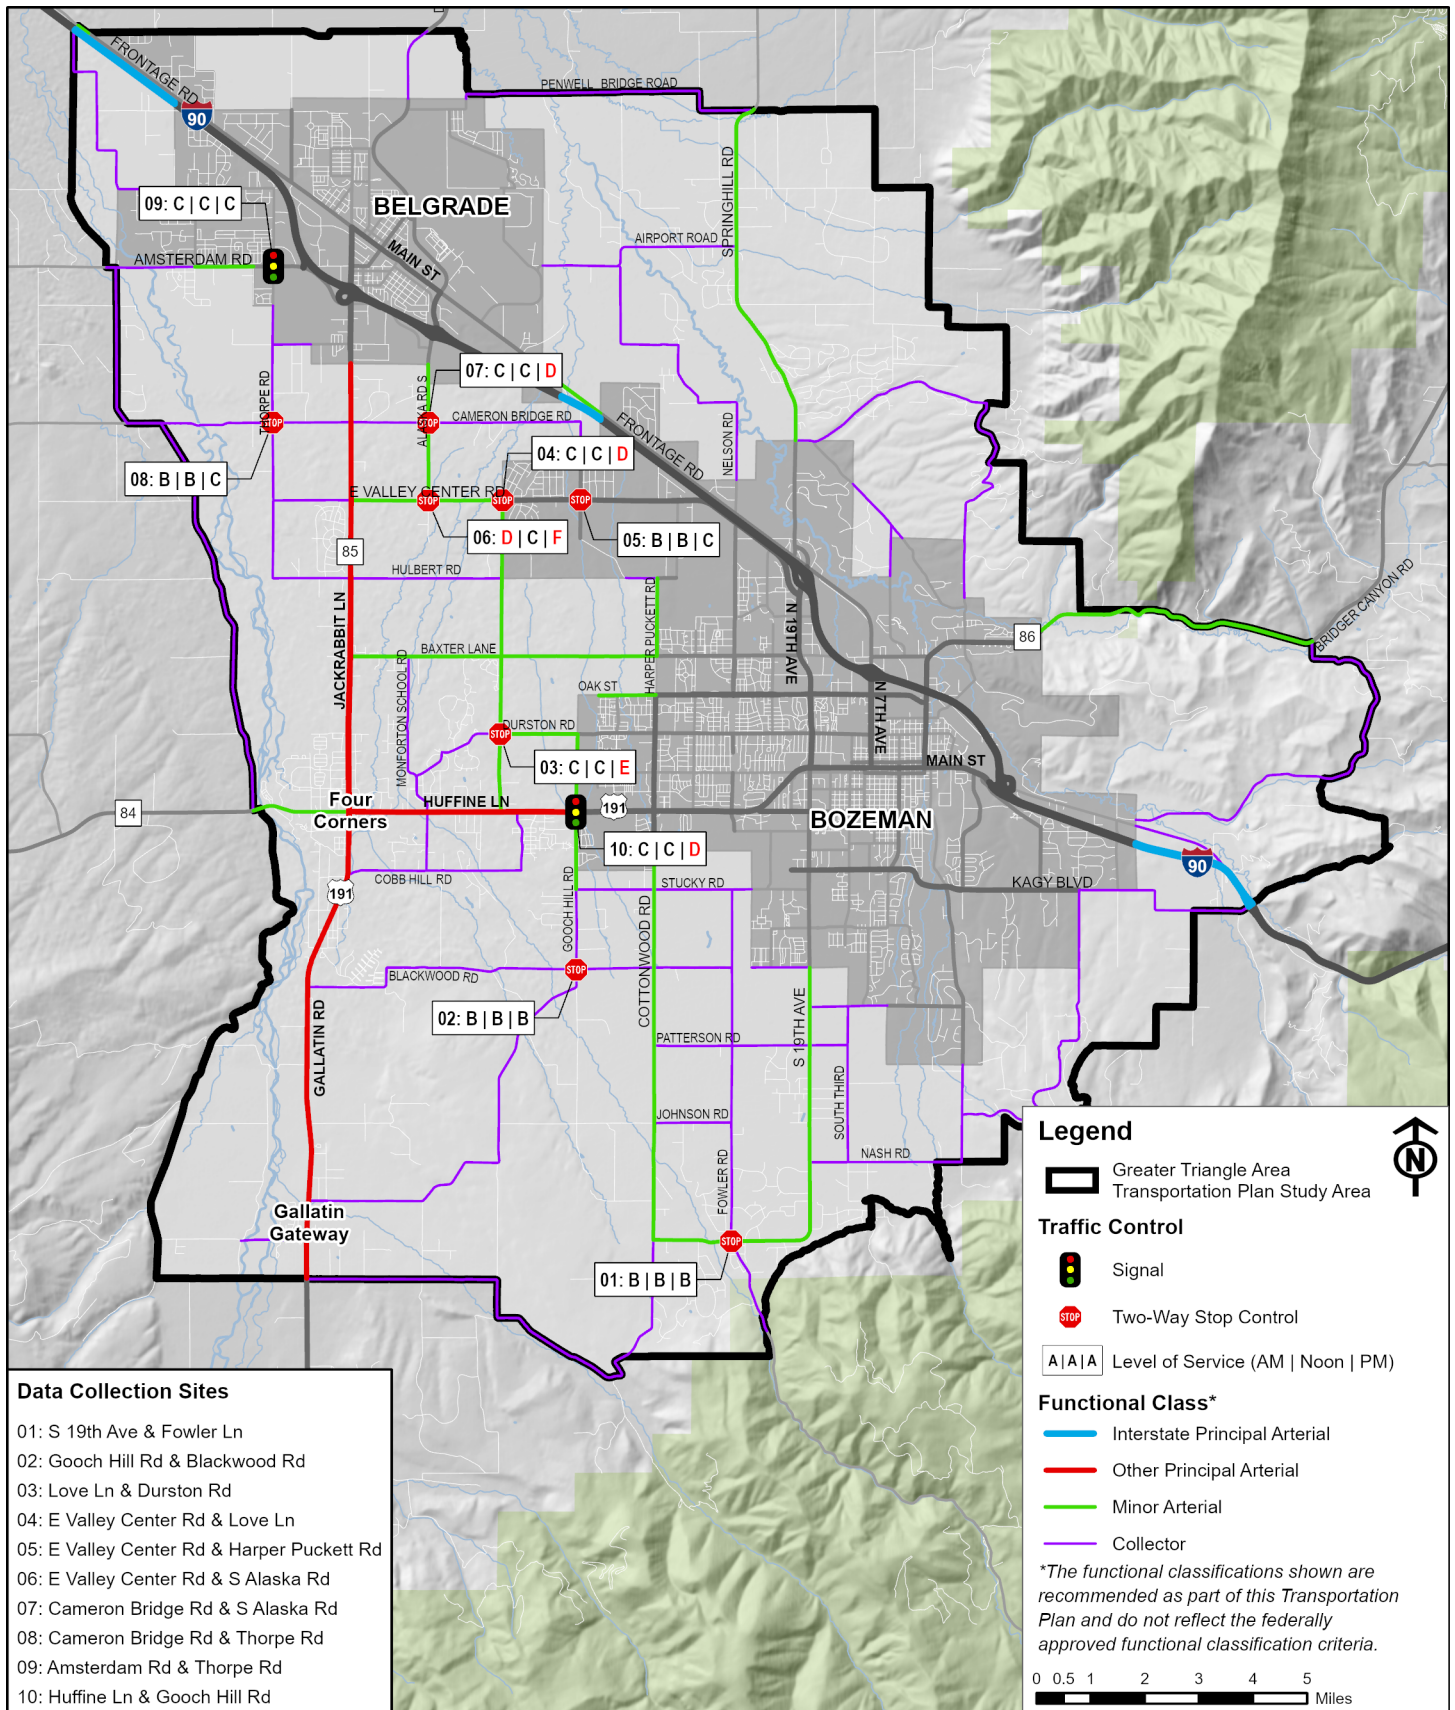 FRONTAGE RD
90
PENWELL BRIDGE ROAD
SPRINGHILL RD
BELGRADE
09: C | C | C
AMSTERDAM RD
MAIN ST
AIRPORT ROAD
07: C | C | D
THORPE RD
ALASKA RD S
CAMERON BRIDGE RD
FRONTAGE RD
NELSON RD
08: B | B | C
04: C | C | D
E VALLEY CENTER RD
STOP
STOP
STOP
STOP
STOP
06: D | C | F
05: B | B | C
85
HULBERT RD
HARPER PUCKETT RD
N 19TH AVE
86
BRIDGER CANYON RD
JACKRABBIT LN
BAXTER LANE
MONFORTON SCHOOL RD
OAK ST
N 7TH AVE
STOP
DURSTON RD
MAIN ST
03: C | C | E
84
Four
Corners
HUFFINE LN
191
BOZEMAN
10: C | C | D
90
COBB HILL RD
191
GOOCH HILL RD
STUCKY RD
KAGY BLVD
COTTONWOOD RD
BLACKWOOD RD
STOP
02: B | B | B
GALLATIN RD
S 19TH AVE
PATTERSON RD
SOUTH THIRD
JOHNSON RD
NASH RD
FOWLER RD
Gallatin
Gateway
STOP
01: B | B | B
Legend
N
Greater Triangle Area
Transportation Plan Study Area
Traffic Control
Signal
STOP
Two-Way Stop Control
A | A | A
Level of Service (AM | Noon | PM)
Functional Class*
Interstate Principal Arterial
Other Principal Arterial
Minor Arterial
Collector
*The functional classifications shown are
recommended as part of this Transportation
Plan and do not reflect the federally
approved functional classification criteria.
0 0.5 1 2 3 4 5
Miles
Data Collection Sites
01: S 19th Ave & Fowler Ln
02: Gooch Hill Rd & Blackwood Rd
03: Love Ln & Durston Rd
04: E Valley Center Rd & Love Ln
05: E Valley Center Rd & Harper Puckett Rd
06: E Valley Center Rd & S Alaska Rd
07: Cameron Bridge Rd & S Alaska Rd
08: Cameron Bridge Rd & Thorpe Rd
09: Amsterdam Rd & Thorpe Rd
10: Huffine Ln & Gooch Hill Rd